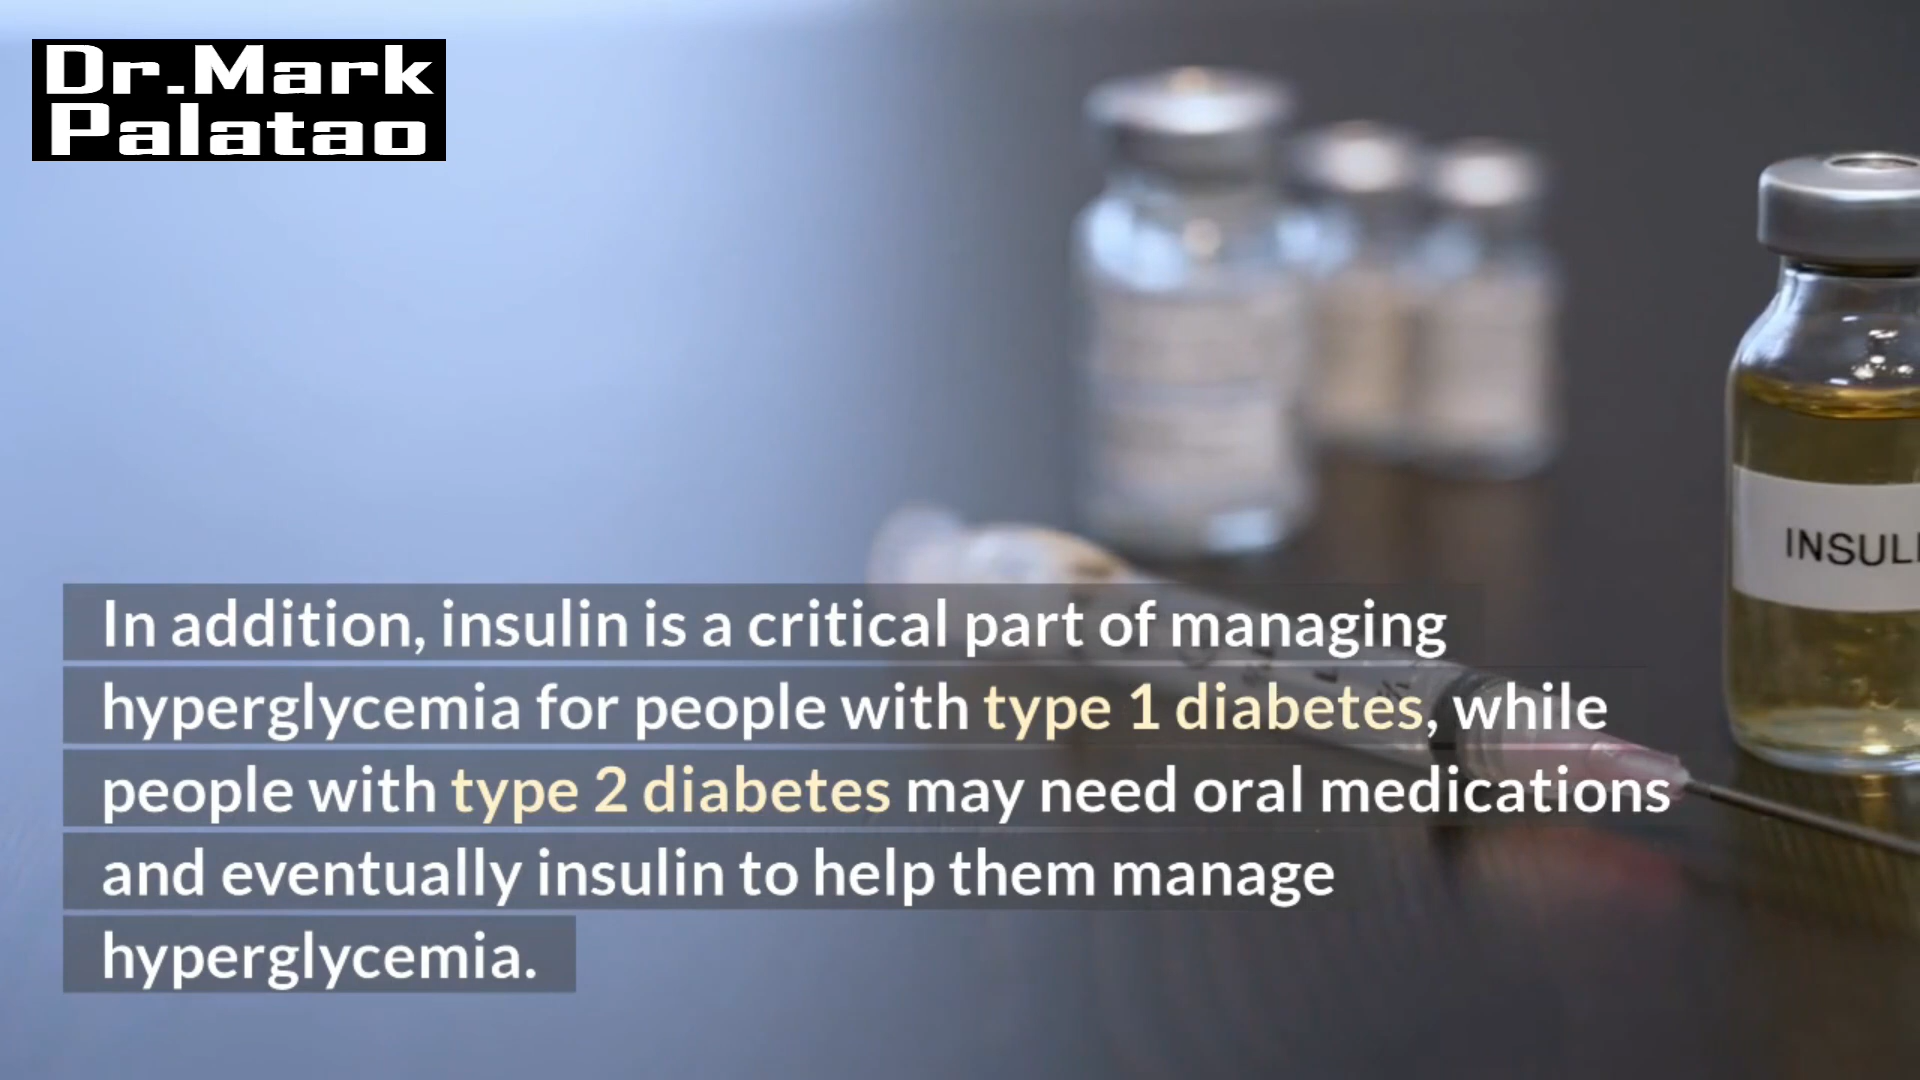 Dr.Mark
Palatao
INSULI
In addition, insulin is a critical part of managing
hyperglycemia for people with type 1 diabetes, while
people with type 2 diabetes may need oral medications
and eventually insulin to help them manage
hyperglycemia.